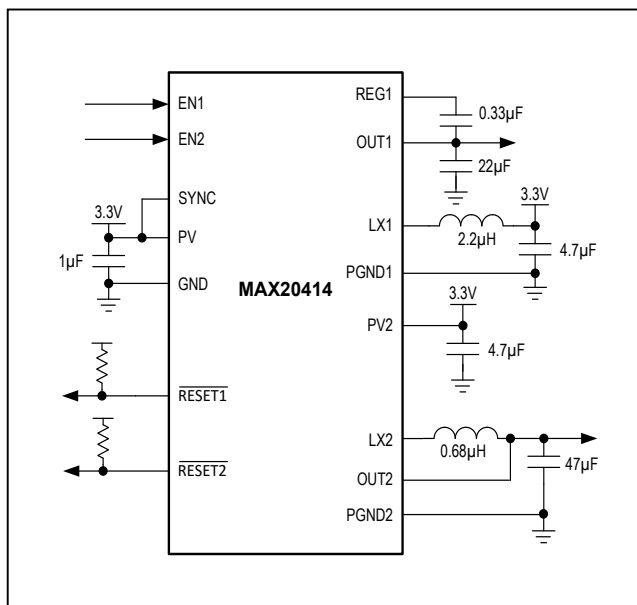 EN1
EN2
SYNC
3.3V
PV
1µF
GND
RESET1
RESET2
MAX20414
REG1
0.33µF
OUT1
22µF
3.3V
LX1
2.2µH
4.7µF
PGND1
3.3V
PV2
4.7µF
LX2
0.68µH
47µF
OUT2
PGND2